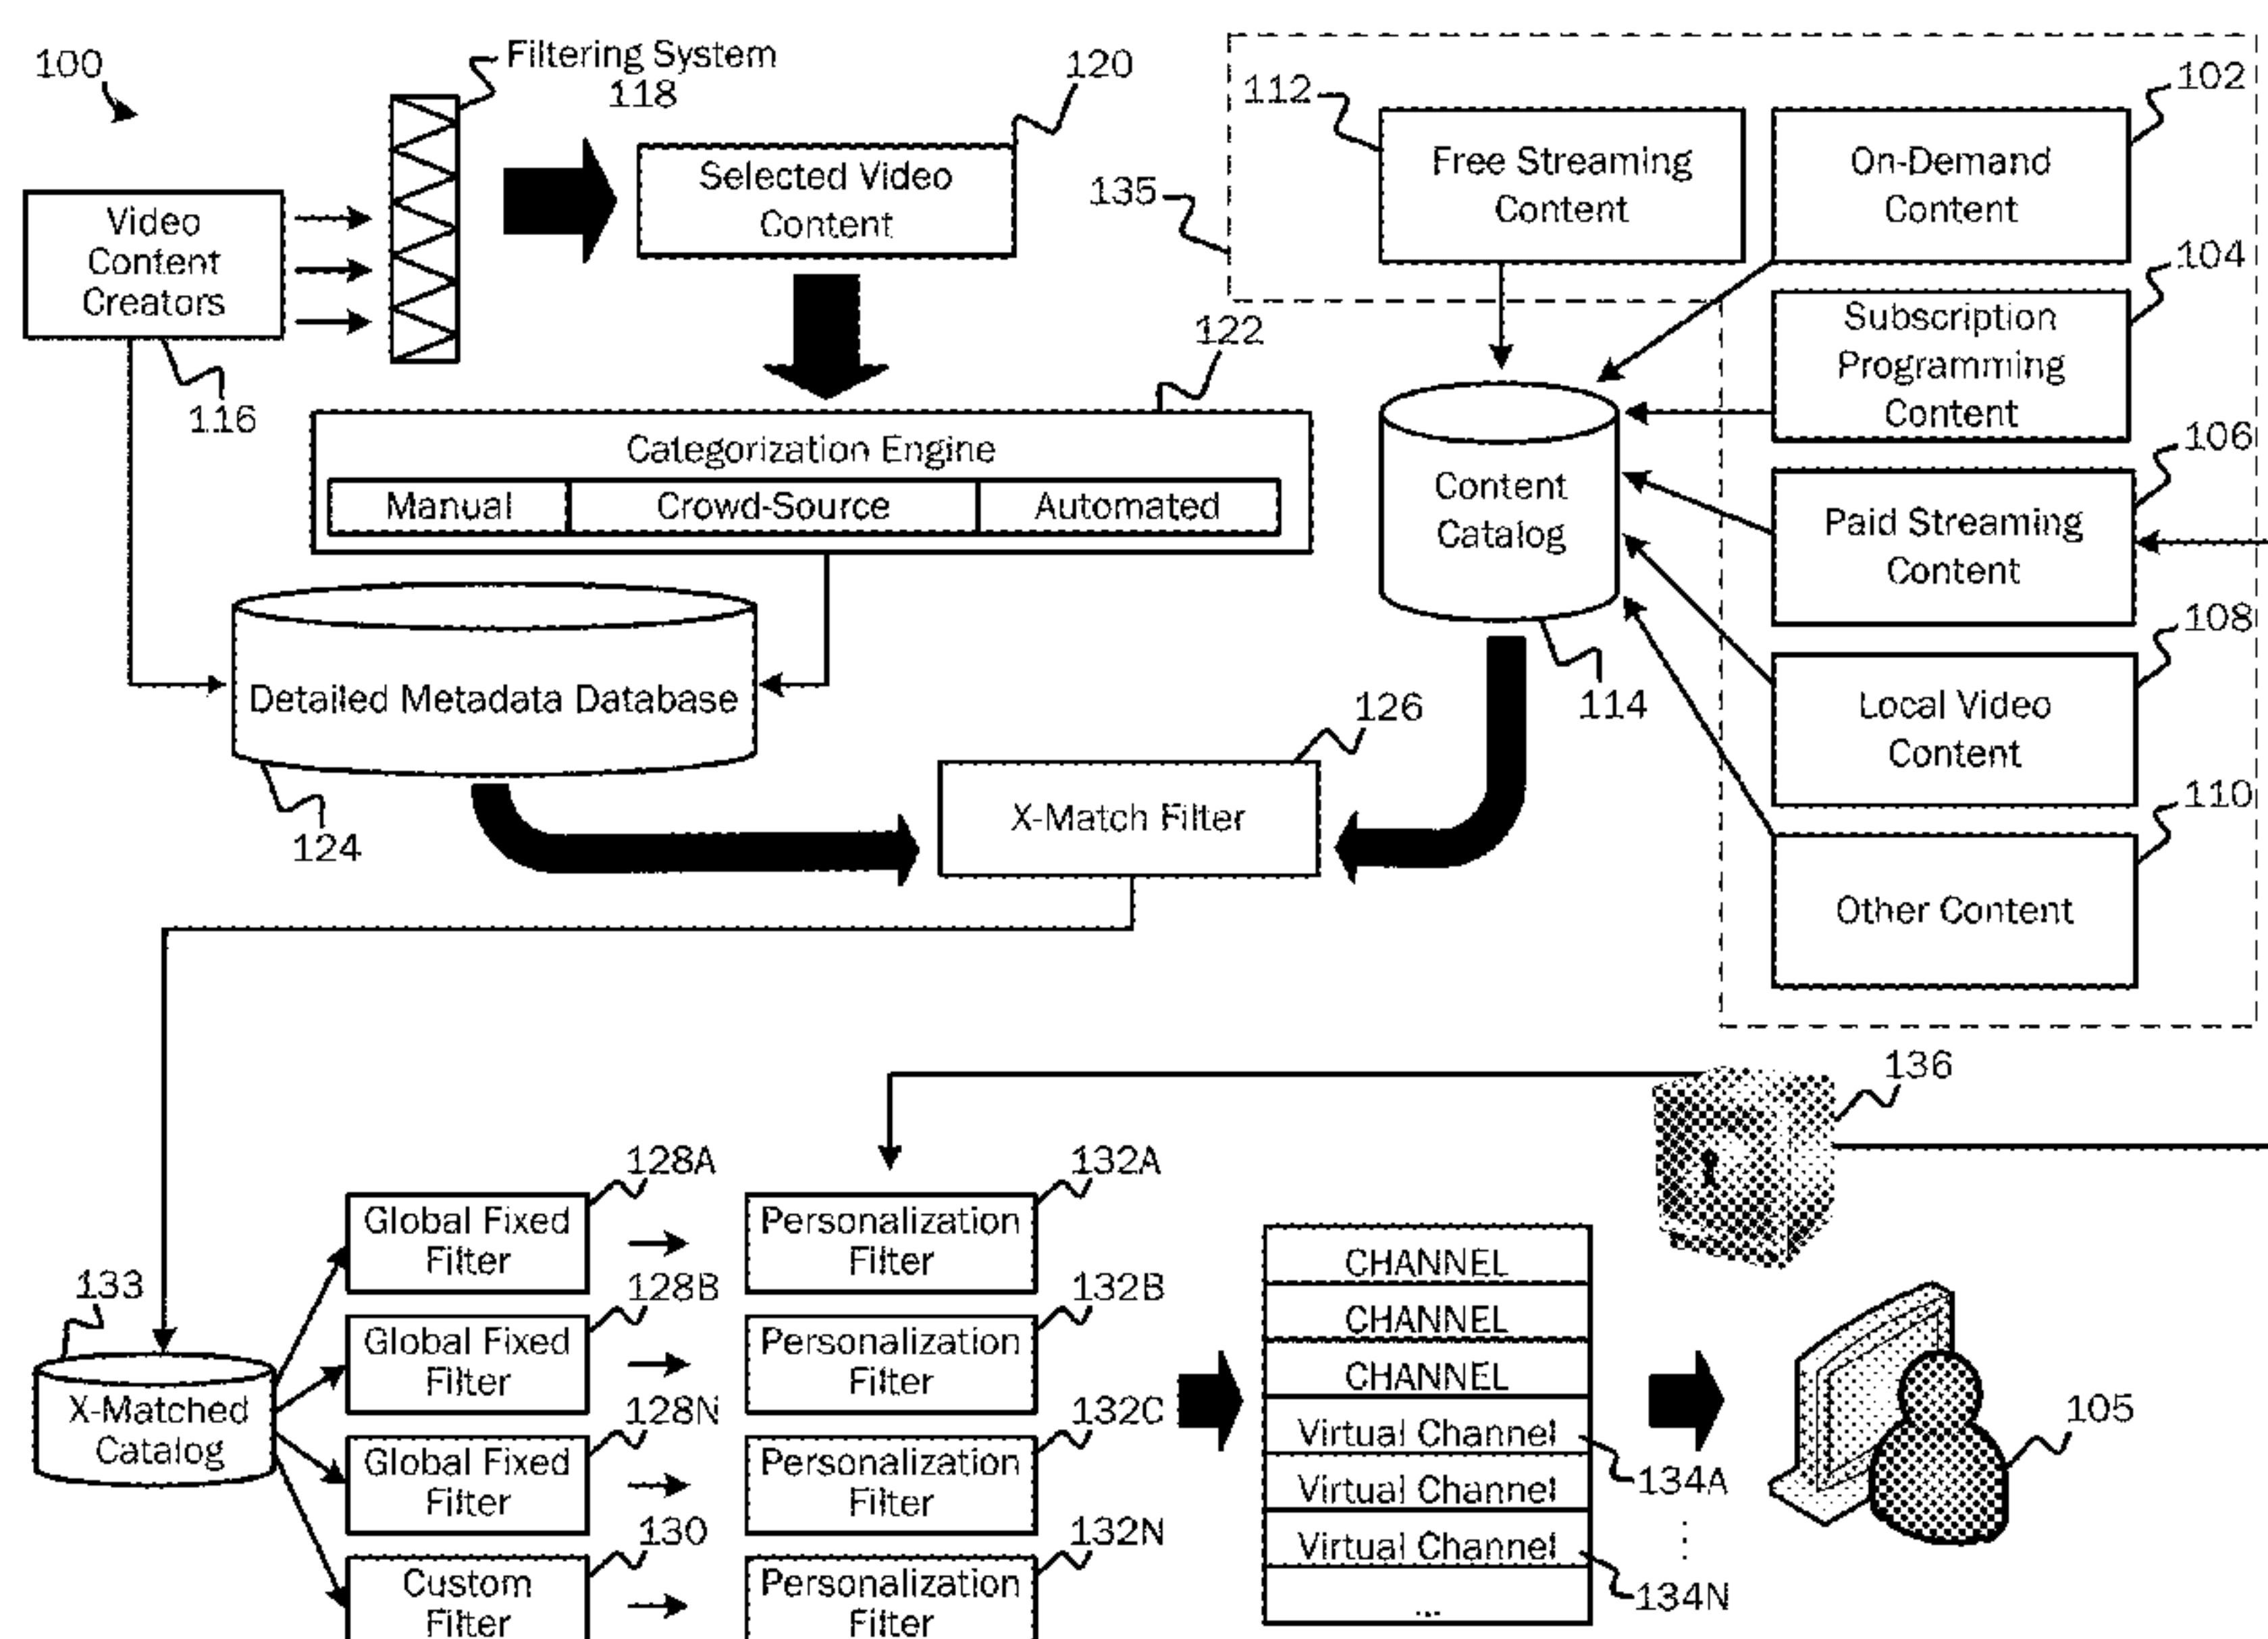 100
Filtering System
118
120
Video
Content
Creators
116
Selected Video
Content
122
Categorization Engine
Manual
Crowd-Source
Automated
Detailed Metadata Database
124
112
135
Free Streaming
Content
On-Demand
Content
102
Subscription
Programming
Content
104
Paid Streaming
Content
106
Local Video
Content
108
Other Content
110
Content
Catalog
114
126
X-Match Filter
136
133
X-Matched
Catalog
Global Fixed
Filter
128A
Global Fixed
Filter
128B
Global Fixed
Filter
128N
Custom
Filter
130
Personalization
Filter
132A
Personalization
Filter
132B
Personalization
Filter
132C
Personalization
Filter
132N
CHANNEL
CHANNEL
CHANNEL
Virtual Channel
Virtual Channel
Virtual Channel
...
134A
134N
105